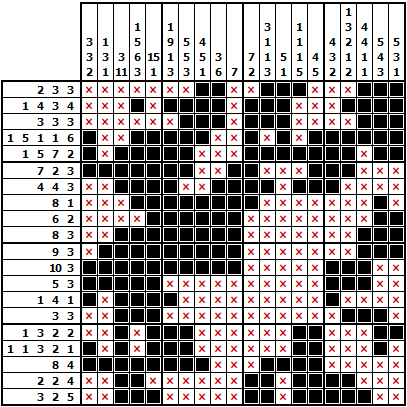 1
1 1 3 1 3
3 1 5 9 5 4 1 1 4 2 4 5 5
3 3 3 6 15 1 5 5 3 7 1 5 1 4 3 1 4 4 3
2 1 11 3 1 3 3 1 6 7 2 3 1 5 5 2 2 1 3 1
2 3 3
1 4 3 4
3 3 3
1 5 1 1 6
1 5 7 2
7 2 3
4 4 3
8 1
6 2
8 3
9 3
10 3
5 3
1 4 1
3 3
1 3 2 2
1 1 3 2 1
8 4
2 2 4
3 2 5